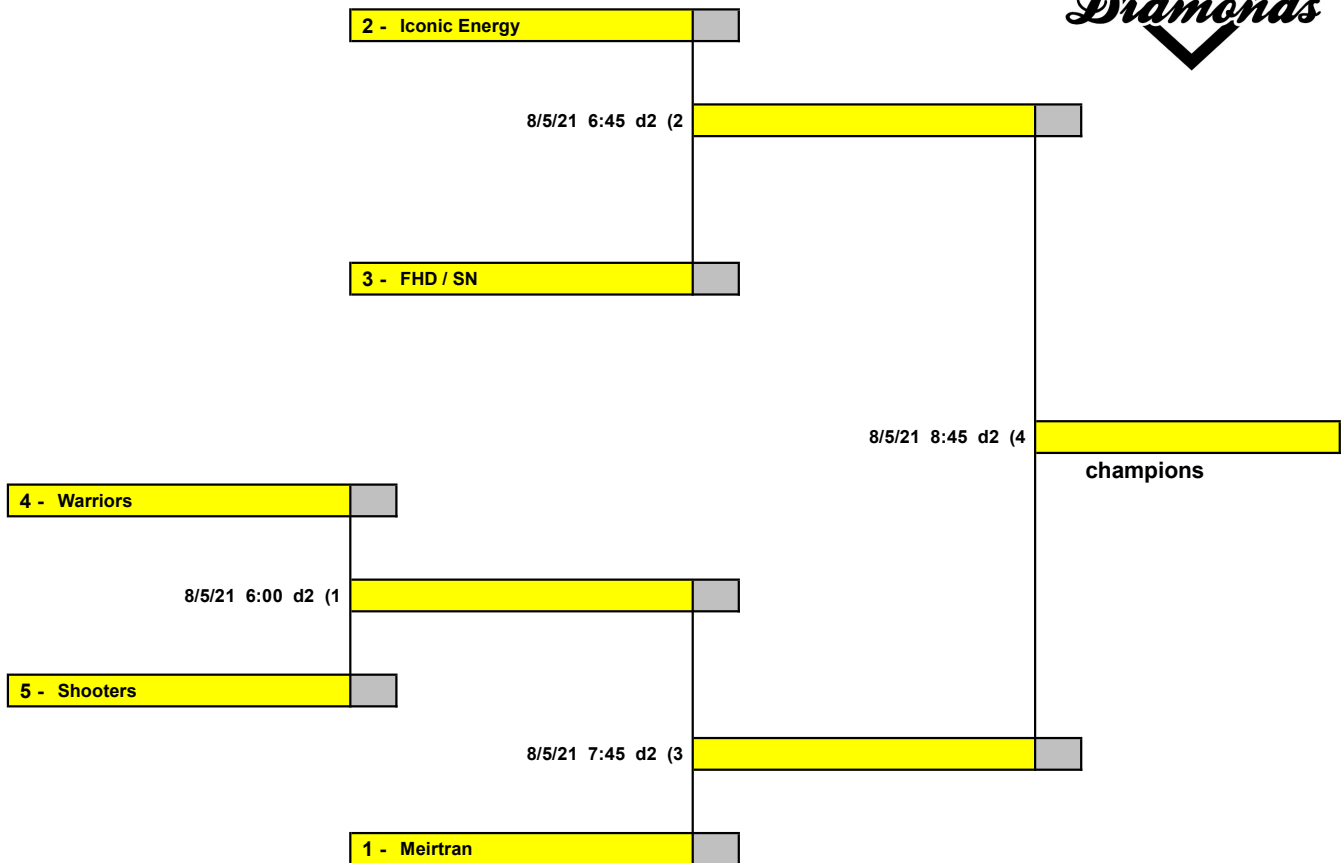 Diamonds
2 - Iconic Energy
8/5/21 6:45 d2 (2
3 - FHD / SN
8/5/21 8:45 d2 (4
champions
4 - Warriors
8/5/21 6:00 d2 (1
5 - Shooters
8/5/21 7:45 d2 (3
1 - Meirtran